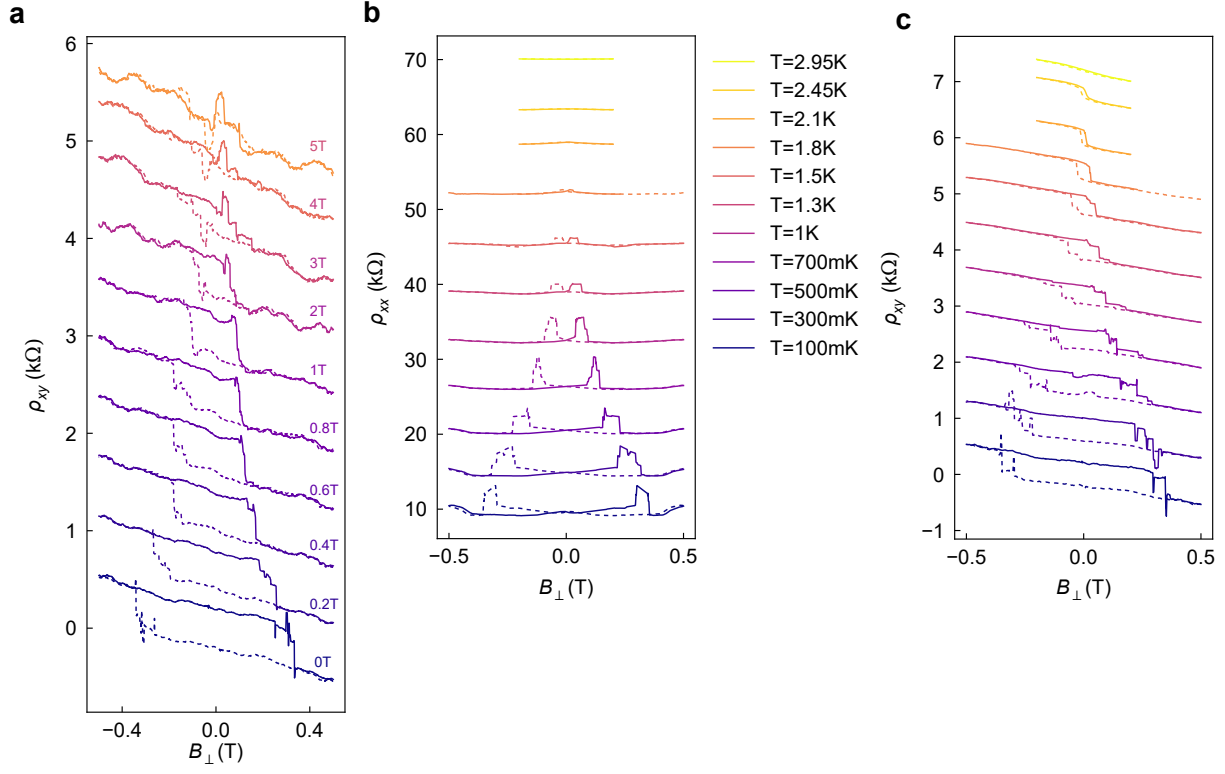 a
6
5
4
3
2
1
0
ρxy (kΩ)
5T
4T
3T
2T
1T
0.8T
0.6T
0.4T
0.2T
0T
−0.4
0.0
0.4
B⊥(T)
b
70
60
50
40
30
20
10
ρxx (kΩ)
−0.5
0.0
0.5
B⊥(T)
T=2.95K
T=2.45K
T=2.1K
T=1.8K
T=1.5K
T=1.3K
T=1K
T=700mK
T=500mK
T=300mK
T=100mK
c
7
6
5
4
3
2
1
0
−1
ρxy (kΩ)
−0.5
0.0
0.5
B⊥(T)